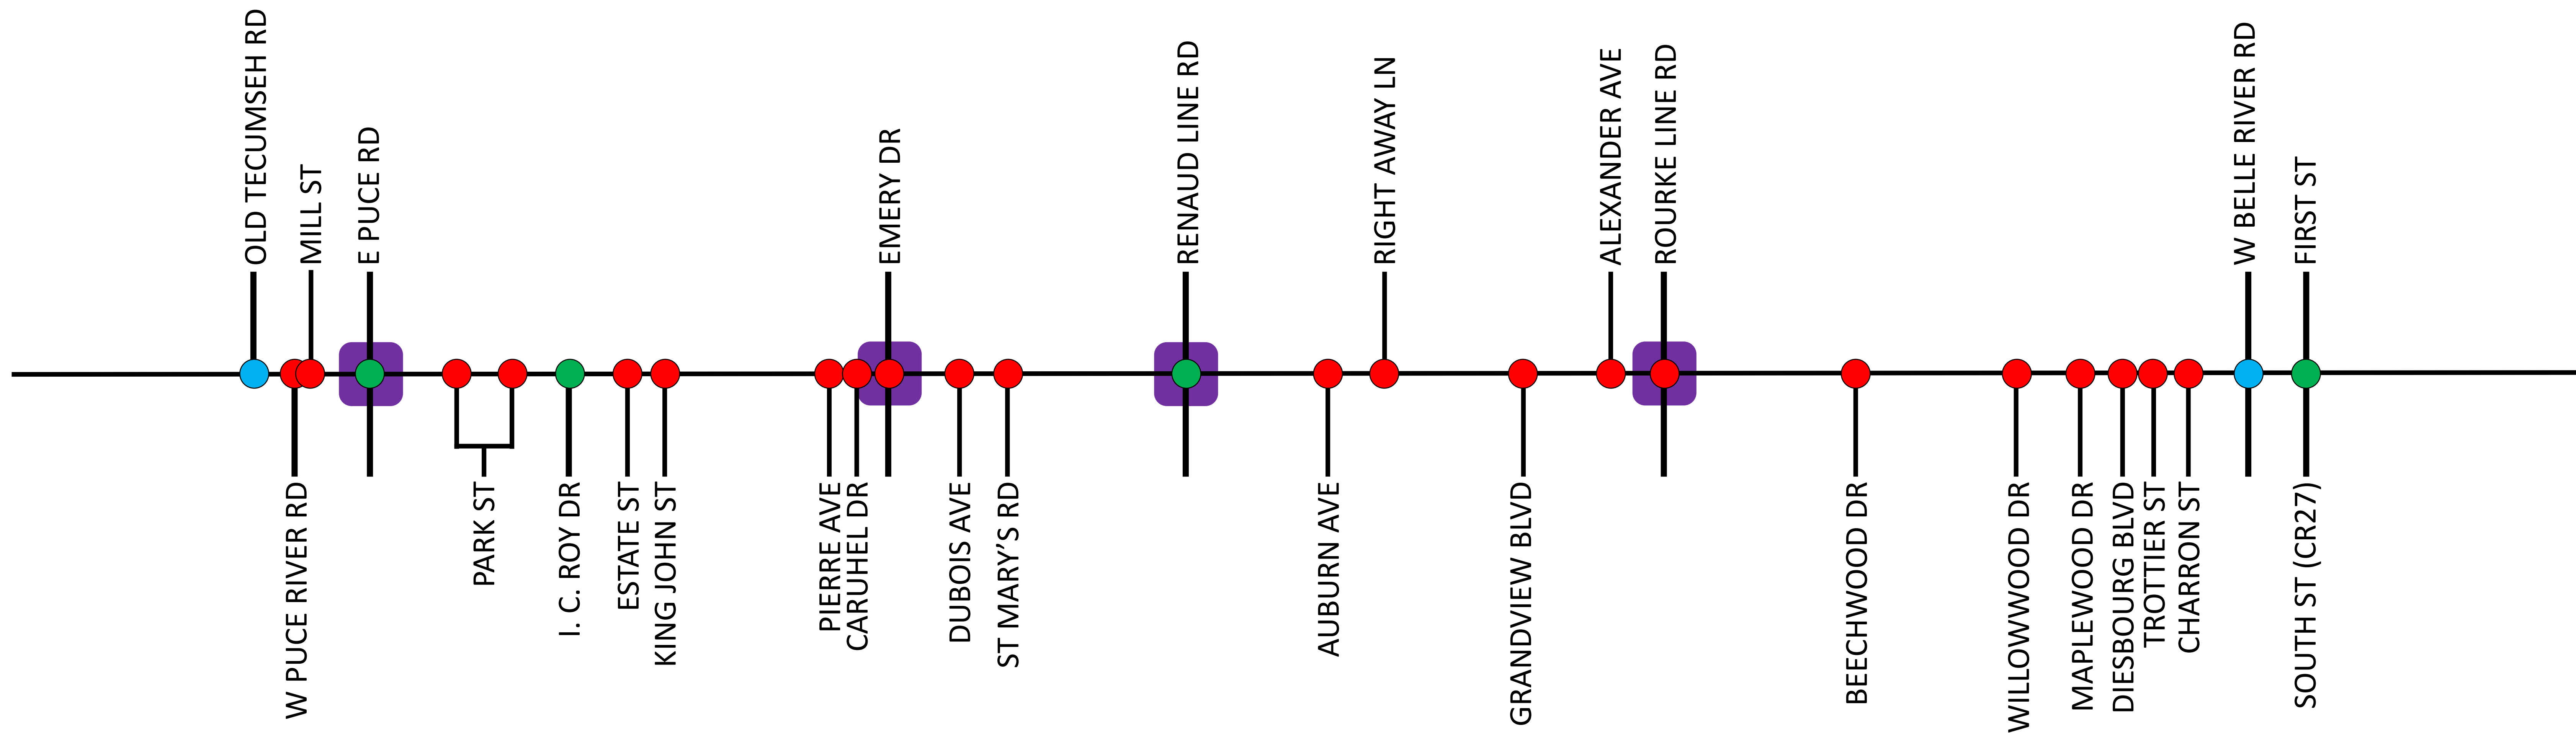 OLD TECUMSEH RD
MILL ST
E PUCE RD
EMERY DR
RENAUD LINE RD
RIGHT AWAY LN
ALEXANDER AVE
ROURKE LINE RD
W BELLE RIVER RD
FIRST ST
W PUCE RIVER RD
PARK ST
I. C. ROY DR
ESTATE ST
KING JOHN ST
PIERRE AVE
CARUHEL DR
DUBOIS AVE
ST MARY'S RD
AUBURN AVE
GRANDVIEW BLVD
BEECHWOOD DR
WILLOWWOOD DR
MAPLEWOOD DR
DIESBOURG BLVD
TROTTIER ST
CHARRON ST
SOUTH ST (CR27)